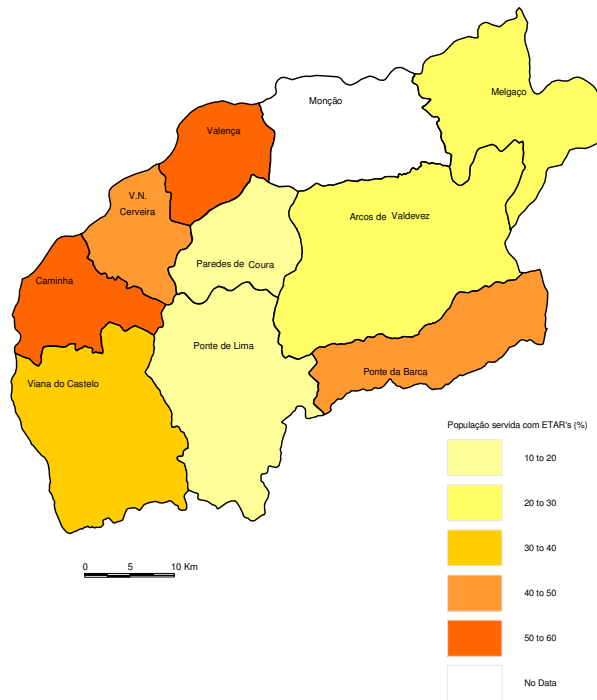 Melgaço
Monção
Valença
V.N.
Cerveira
Arcos de Valdevez
Paredes de Coura
Caminha
Ponte de Lima
Ponte da Barca
Viana do Castelo
População servida com ETAR's (%)
10 to 20
20 to 30
30 to 40
40 to 50
50 to 60
No Data
0 5 10 Km